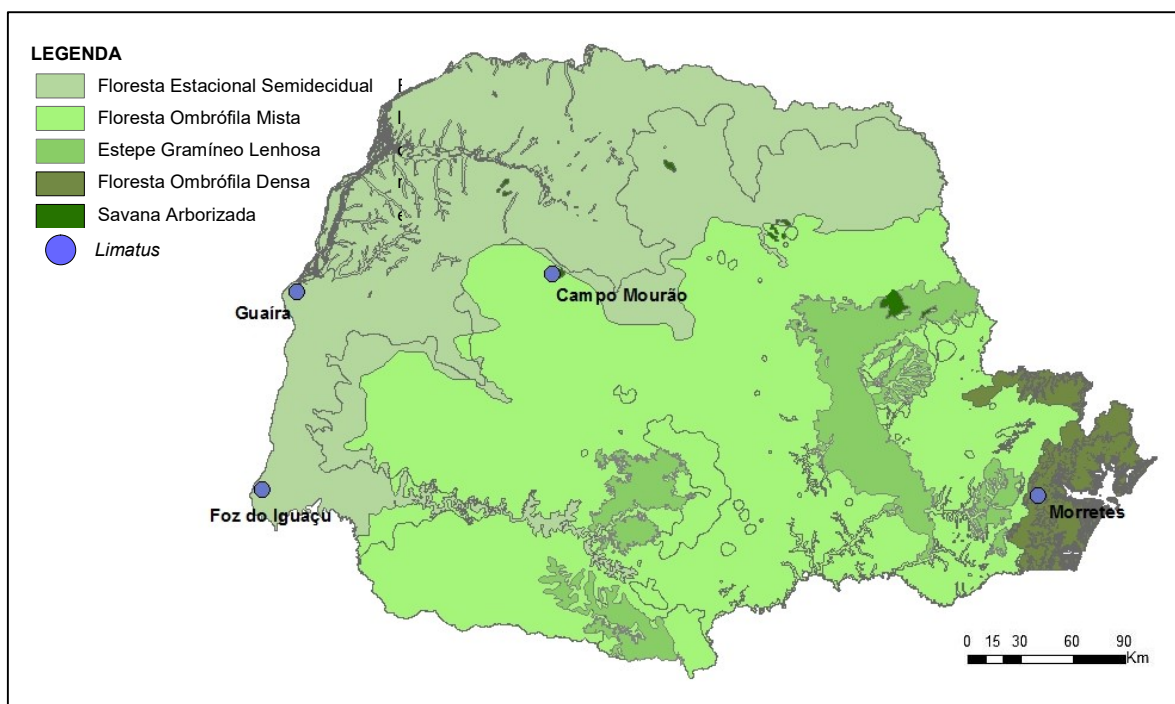 LEGENDA
Floresta Estacional Semidecidual
Floresta Ombrófila Mista
Estepe Gramíneo Lenhosa
Floresta Ombrófila Densa
Savana Arborizada
Limatus
Campo Mourão
Guaíra
Foz do Iguaçu
Morretes
0 15 30 60 90
Km